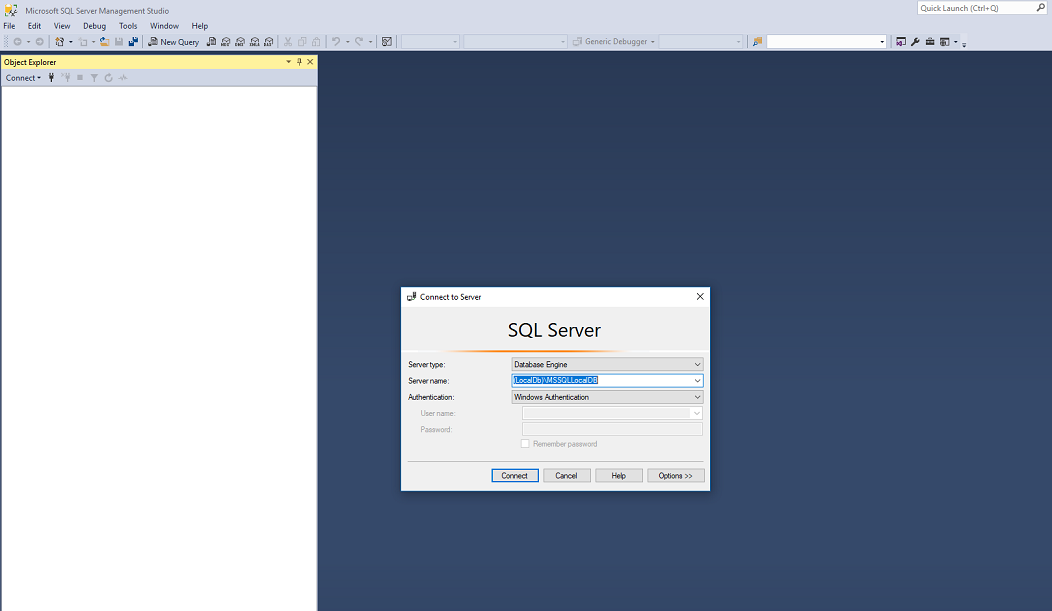 Microsoft SQL Server Management Studio
Quick Launch (Ctrl+Q)
File Edit View Debug Tools Window Help
New Query
Generic Debugger
Object Explorer
Connect
Connect to Server
SQL Server
Server type: Database Engine
Server name: (LocalDb)\MSSQLLocalDB
Authentication: Windows Authentication
User name:
Password:
Remember password
Connect Cancel Help Options >>